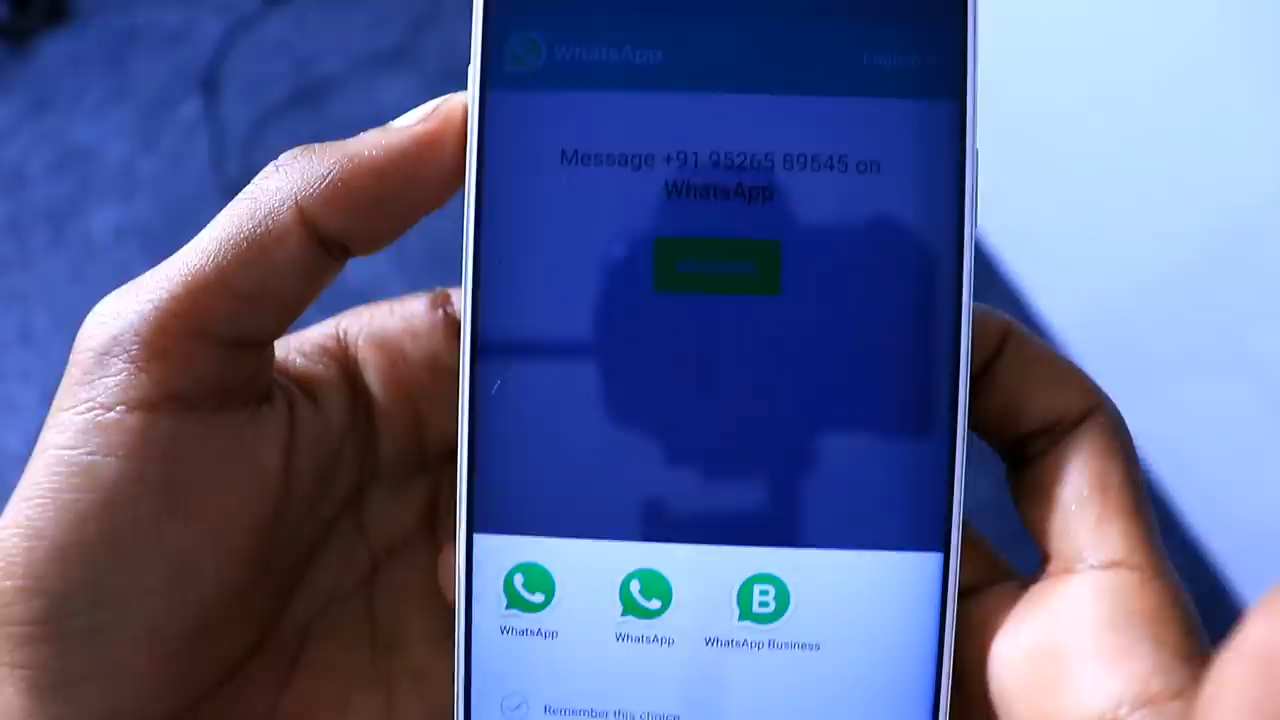 WhatsApp
English
Message +91 95265 89545 on
WhatsApp
WhatsApp
WhatsApp
WhatsApp Business
Remember this choice